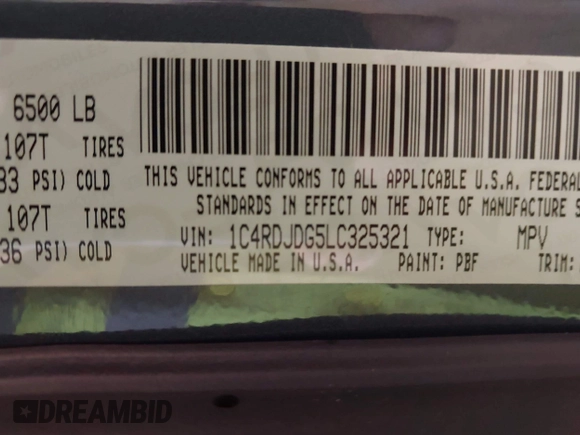 6500 LB
107T TIRES
33 PSI) COLD
107T TIRES
36 PSI) COLD
THIS VEHICLE CONFORMS TO ALL APPLICABLE U.S.A. FEDERAL
STANDARDS IN EFFECT ON THE DATE OF MANUFACTURE S
VIN: 1C4RDJDG5LC325321 TYPE: MPV
VEHICLE MADE IN U.S.A. PAINT: PBF TRIM:
DREAMBID